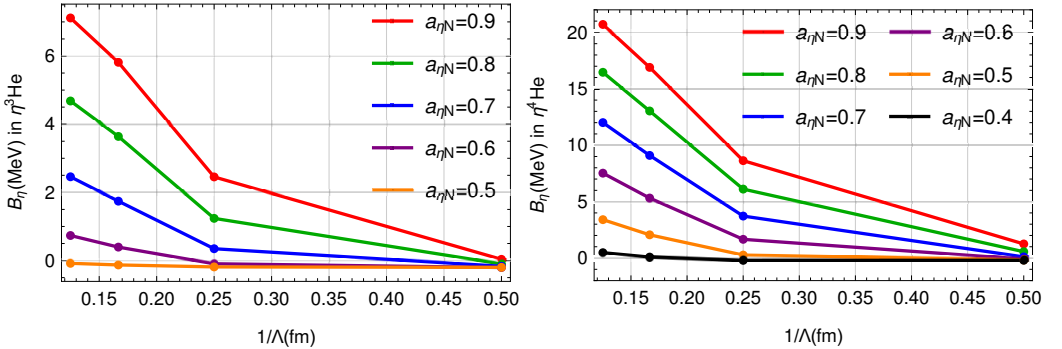 B_η(MeV) in η³He
6
4
2
0
0.15 0.20 0.25 0.30 0.35 0.40 0.45 0.50
1/Λ(fm)
a_ηN=0.9
a_ηN=0.8
a_ηN=0.7
a_ηN=0.6
a_ηN=0.5
B_η(MeV) in η⁴He
20
15
10
5
0
0.15 0.20 0.25 0.30 0.35 0.40 0.45 0.50
1/Λ(fm)
a_ηN=0.9 a_ηN=0.6
a_ηN=0.8 a_ηN=0.5
a_ηN=0.7 a_ηN=0.4